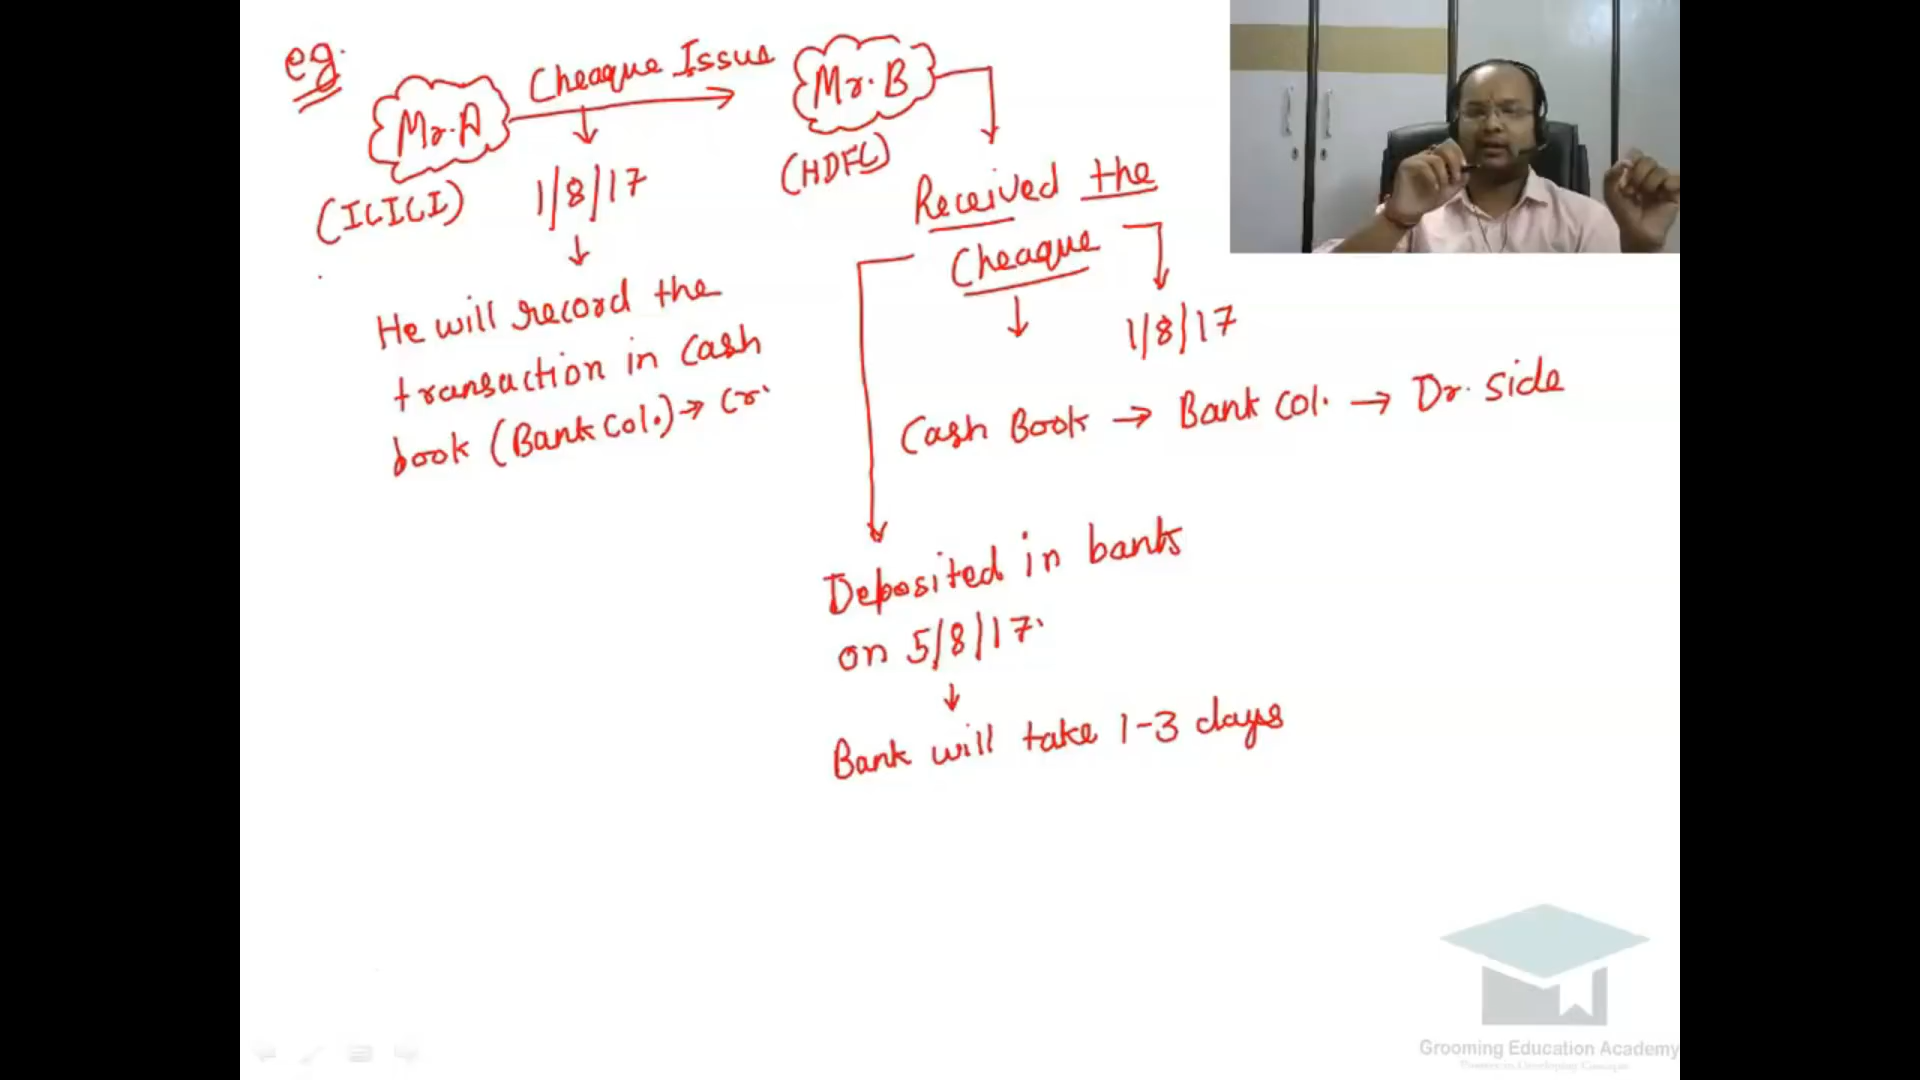 eg.
Mr. A
Cheaque Issue
Mr. B
(ICICI)
1/8/17
(HDFC)
He will record the
transaction in Cash
book (Bank Col.) → Cr.
Received the
Cheaque
1/8/17
Cash Book → Bank Col. → Dr. Side
Deposited in bank
on 5/8/17
Bank will take 1-3 days
Grooming Education Academy